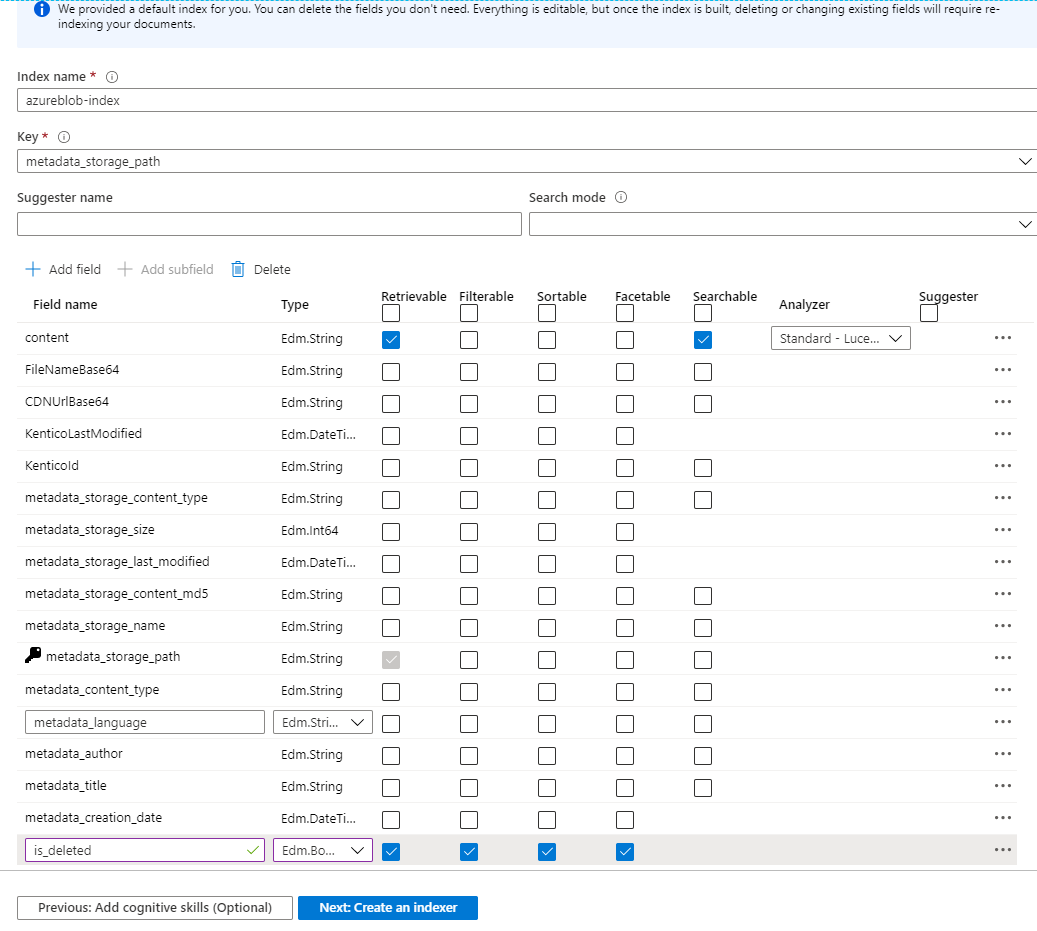 We provided a default index for you. You can delete the fields you don't need. Everything is editable, but once the index is built, deleting or changing existing fields will require re-
indexing your documents.
Index name *
azureblob-index
Key *
metadata_storage_path
Suggester name Search mode
Add field Add subfield Delete
Field name Type Retrievable Filterable Sortable Facetable Searchable Analyzer Suggester
content Edm.String Standard - Luce...
FileNameBase64 Edm.String
CDNUrlBase64 Edm.String
KenticoLastModified Edm.DateTi...
KenticoId Edm.String
metadata_storage_content_type Edm.String
metadata_storage_size Edm.Int64
metadata_storage_last_modified Edm.DateTi...
metadata_storage_content_md5 Edm.String
metadata_storage_name Edm.String
metadata_storage_path Edm.String
metadata_content_type Edm.String
metadata_language Edm.Stri...
metadata_author Edm.String
metadata_title Edm.String
metadata_creation_date Edm.DateTi...
is_deleted Edm.Bo...
Previous: Add cognitive skills (Optional) Next: Create an indexer